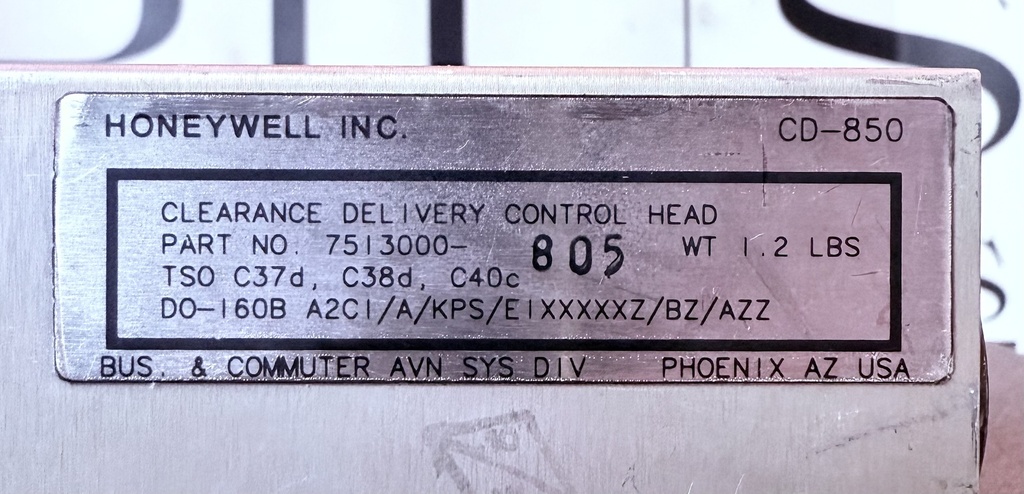 HONEYWELL INC. CD-850
CLEARANCE DELIVERY CONTROL HEAD
PART NO. 7513000- 805 WT 1.2 LBS
TSO C37d, C38d, C40c
DO-160B A2C1/A/KPS/E1XXXXXZ/BZ/AZZ
BUS. & COMMUTER AVN SYS DIV PHOENIX AZ USA